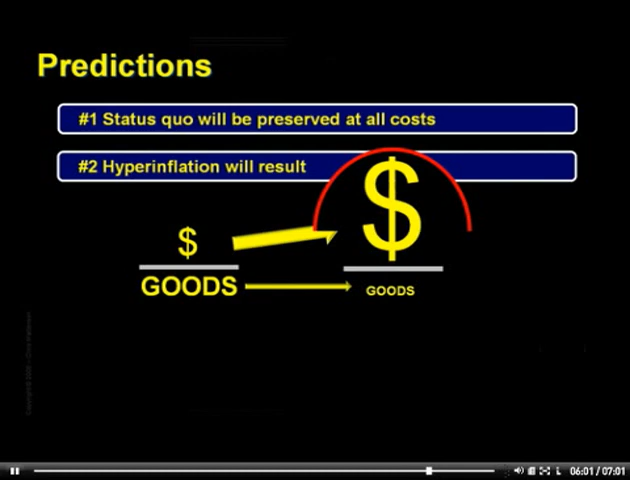 Predictions
#1 Status quo will be preserved at all costs
#2 Hyperinflation will result
$
$
GOODS
GOODS
06:01 / 07:01